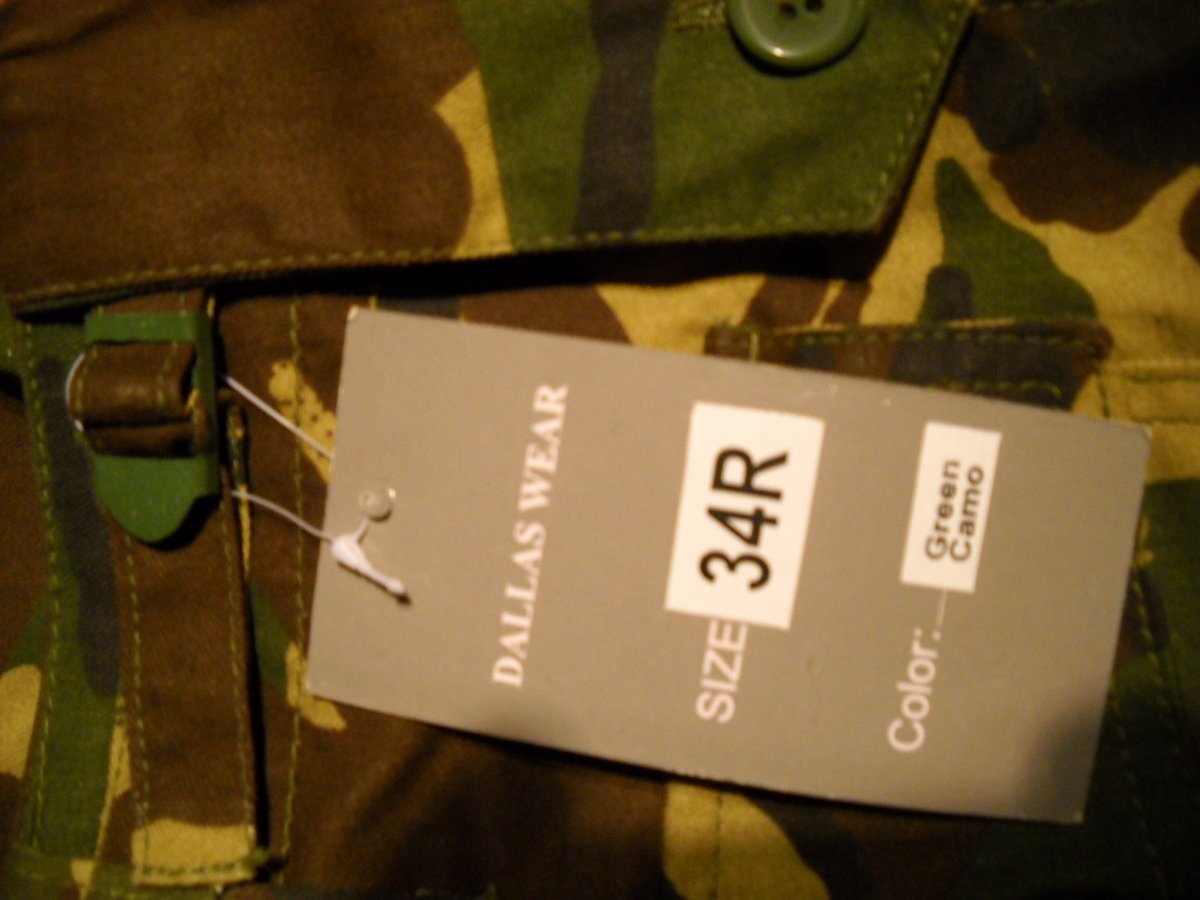 DALLAS WEAR
SIZE 34R
Color: Green
Camo